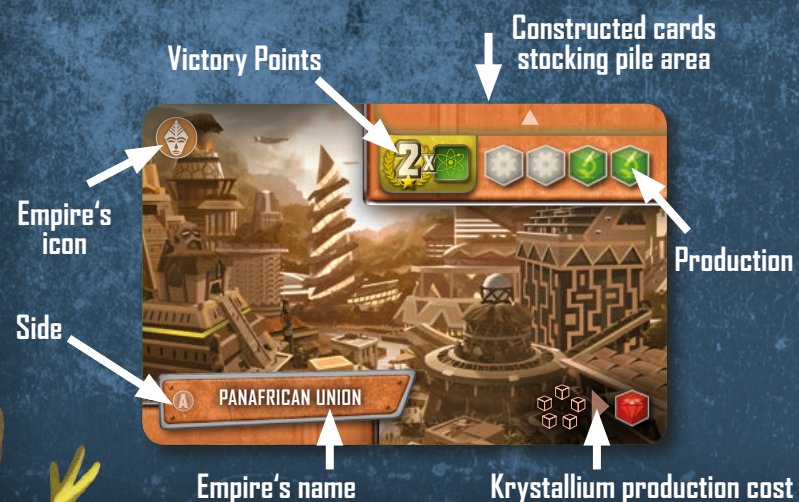 Constructed cards
stocking pile area
Victory Points
2x
Empire‘s
icon
Production
Side
A
PANAFRICAN UNION
Empire‘s name
Krystallium production cost